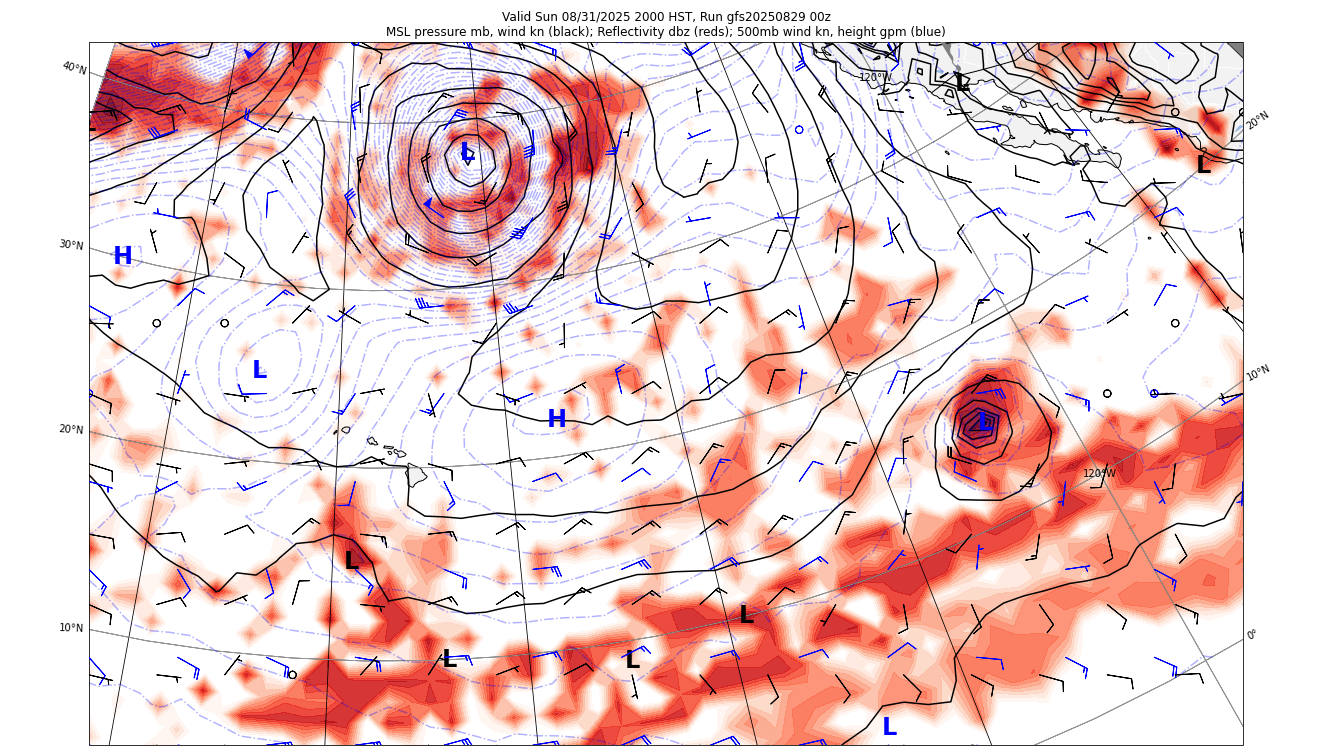 Valid Sun 08/31/2025 2000 HST, Run gfs20250829 00z
MSL pressure mb, wind kn (black); Reflectivity dbz (reds); 500mb wind kn, height gpm (blue)
40°N
120°W
L
20°N
L
L
30°N
H
L
10°N
H
L
20°N
120°W
L
L
10°N
0°
L
L
L